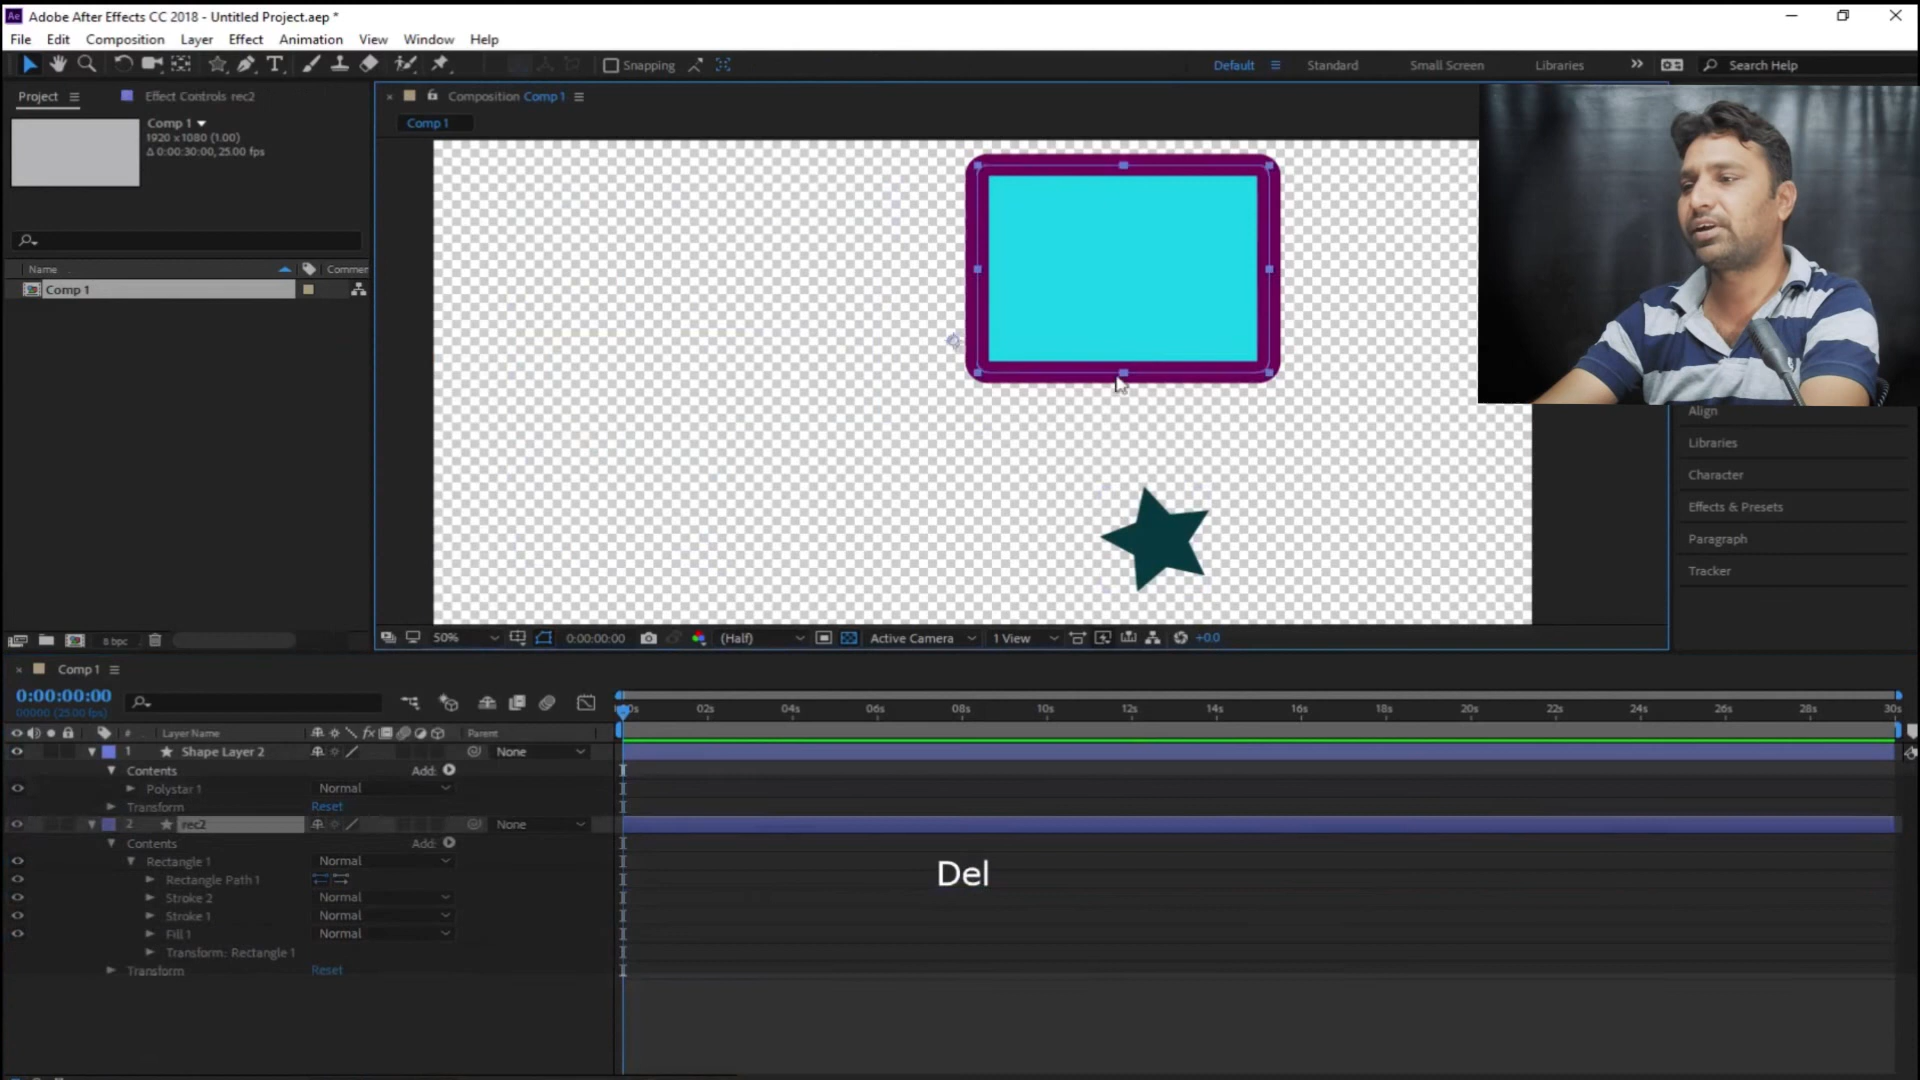 Adobe After Effects CC 2018 - Untitled Project.aep *
File Edit Composition Layer Effect Animation View Window Help
Snapping Default Standard Small Screen Libraries Search Help
Project Effect Controls rec2
Composition Comp 1
Comp 1
1920 x 1080 (1.00)
Δ 0:00:30:00, 25.00 fps
Comp 1
Name Commer
Comp 1
Align
Libraries
Character
Effects & Presets
Paragraph
Tracker
8 bpc
50% 0:00:00:00 (Half) Active Camera 1 View +0.0
Comp 1
0:00:00:00
00000 (25.00 fps)
02s 04s 06s 08s 10s 12s 14s 16s 18s 20s 22s 24s 26s 28s 30s
# Layer Name Parent
1 Shape Layer 2 None
Contents Add:
Polystar 1 Normal
Transform Reset
2 rec2 None
Contents Add:
Rectangle 1 Normal
Rectangle Path 1
Stroke 2 Normal
Stroke 1 Normal
Fill 1 Normal
Transform: Rectangle 1
Transform Reset
Del